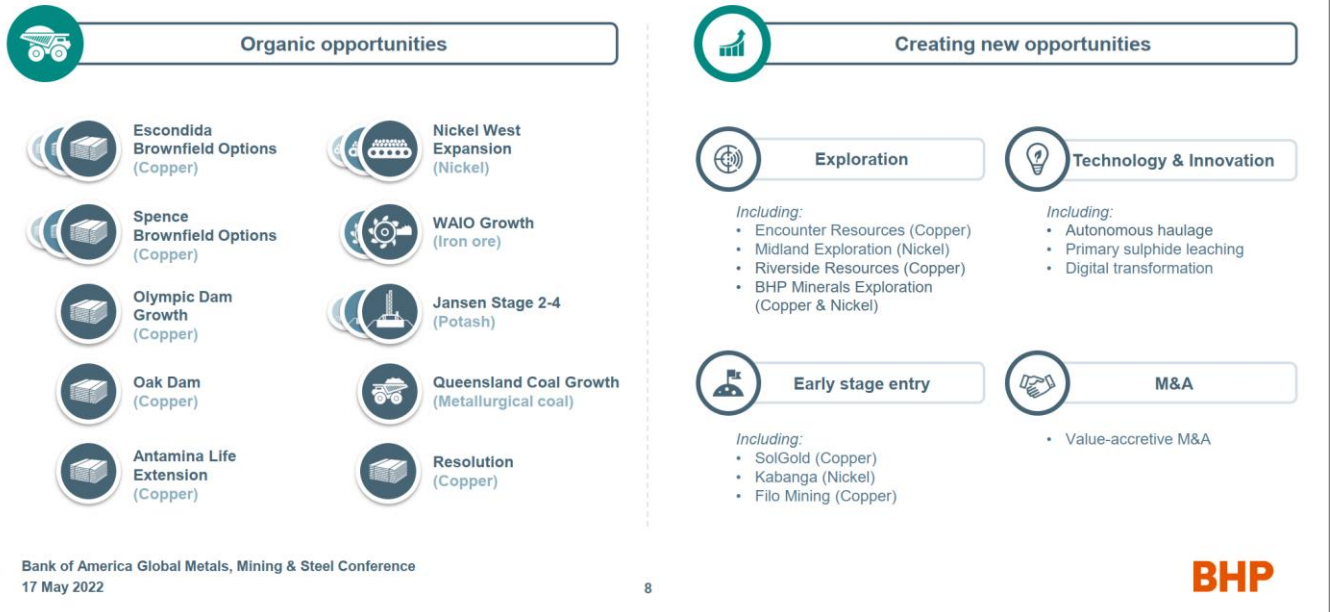 Organic opportunities
Escondida
Brownfield Options
(Copper)
Spence
Brownfield Options
(Copper)
Olympic Dam
Growth
(Copper)
Oak Dam
(Copper)
Antamina Life
Extension
(Copper)
Nickel West
Expansion
(Nickel)
WAIO Growth
(Iron ore)
Jansen Stage 2-4
(Potash)
Queensland Coal Growth
(Metallurgical coal)
Resolution
(Copper)
Creating new opportunities
Exploration
Including:
• Encounter Resources (Copper)
• Midland Exploration (Nickel)
• Riverside Resources (Copper)
• BHP Minerals Exploration
(Copper & Nickel)
Technology & Innovation
Including:
• Autonomous haulage
• Primary sulphide leaching
• Digital transformation
Early stage entry
Including:
• SolGold (Copper)
• Kabanga (Nickel)
• Filo Mining (Copper)
M&A
• Value-accretive M&A
Bank of America Global Metals, Mining & Steel Conference
17 May 2022
8
BHP